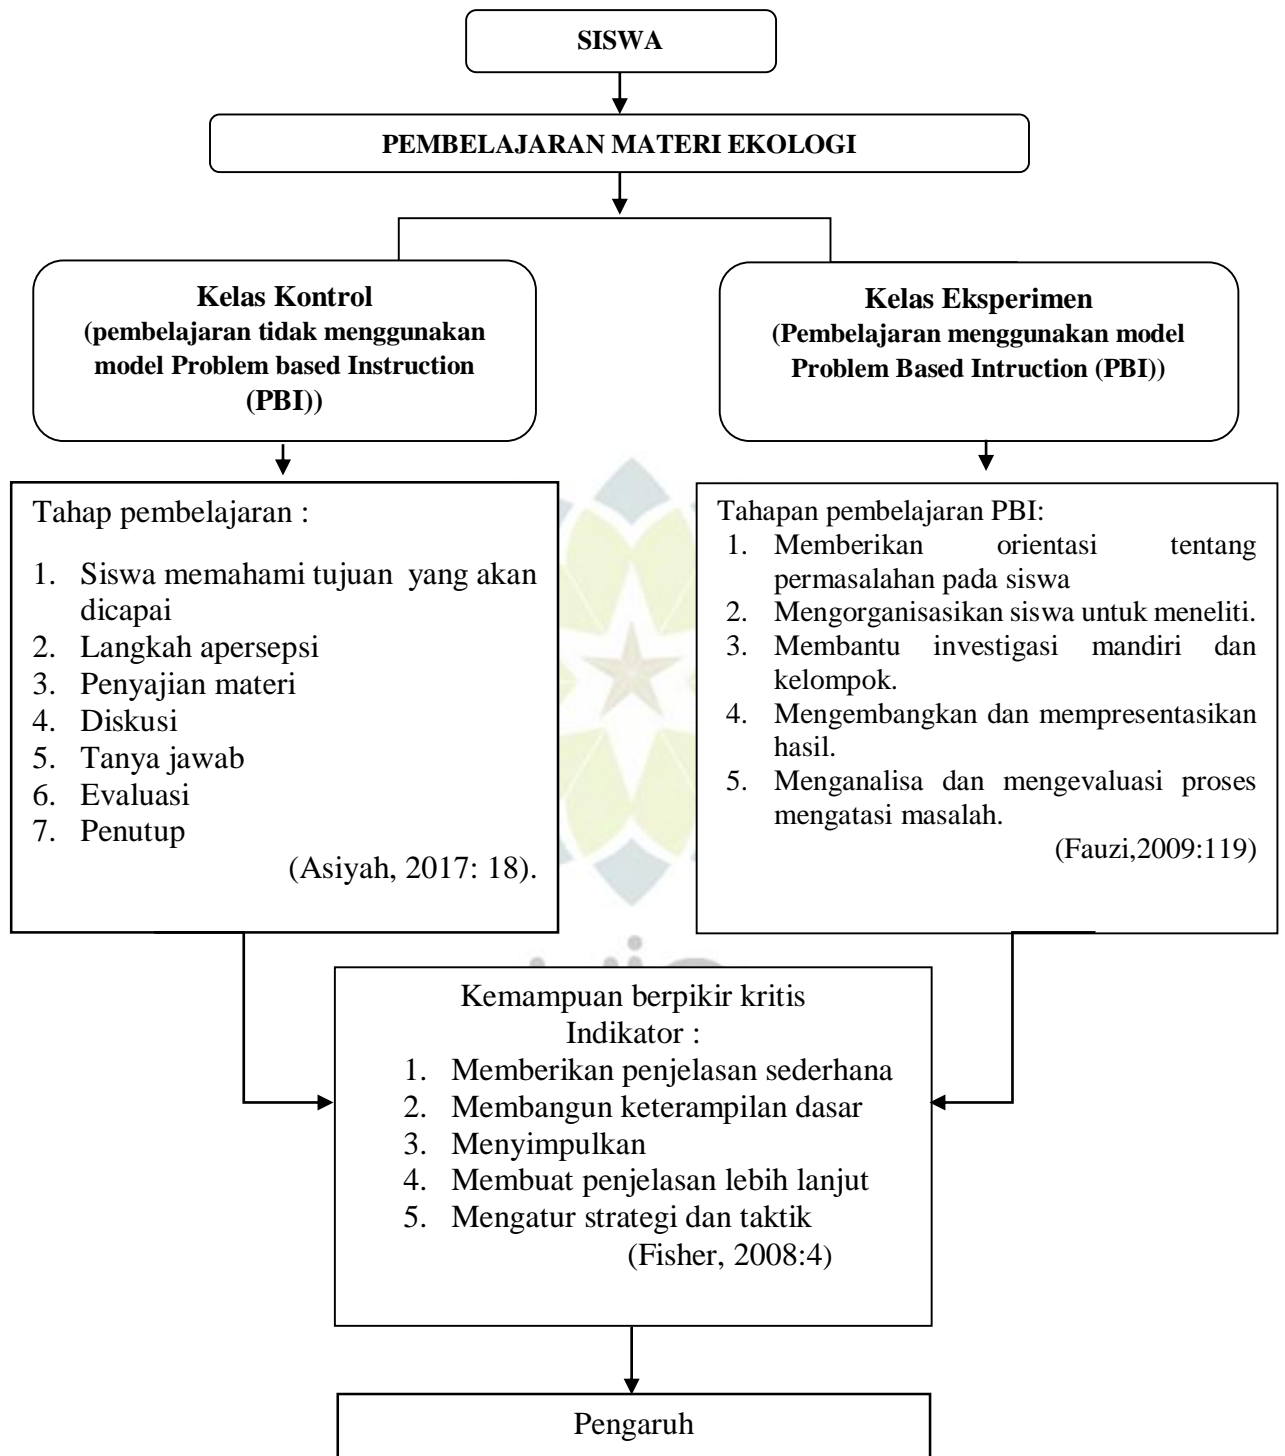 SISWA
PEMBELAJARAN MATERI EKOLOGI
Kelas Kontrol
(pembelajaran tidak menggunakan
model Problem based Instruction
(PBI))
Kelas Eksperimen
(Pembelajaran menggunakan model
Problem Based Intruction (PBI))
Tahap pembelajaran :
1. Siswa memahami tujuan yang akan
dicapai
2. Langkah apersepsi
3. Penyajian materi
4. Diskusi
5. Tanya jawab
6. Evaluasi
7. Penutup
(Asiyah, 2017: 18).
Tahapan pembelajaran PBI:
1. Memberikan orientasi tentang
permasalahan pada siswa
2. Mengorganisasikan siswa untuk meneliti.
3. Membantu investigasi mandiri dan
kelompok.
4. Mengembangkan dan mempresentasikan
hasil.
5. Menganalisa dan mengevaluasi proses
mengatasi masalah.
(Fauzi,2009:119)
Kemampuan berpikir kritis
Indikator :
1. Memberikan penjelasan sederhana
2. Membangun keterampilan dasar
3. Menyimpulkan
4. Membuat penjelasan lebih lanjut
5. Mengatur strategi dan taktik
(Fisher, 2008:4)
Pengaruh